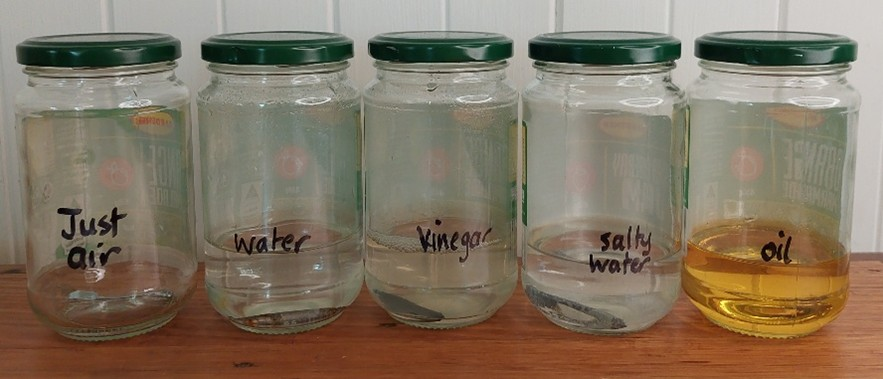 Just
air
water
vinegar
salty
water
oil